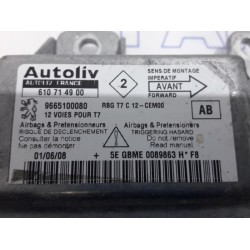 Autoliv
AUTOLIV FRANCE
610 71 49 00
2
SENS DE MONTAGE
IMPERATIF
AVANT
FORWARD
9665100080
RBG T7 C 12-CEM00
12 VOIES POUR T7
AB
Airbags & Pretensionneurs
RISQUE DE DECLENCHEMENT
Consulter la notice
Ne pas démonter
Airbags & Pretensioners
TRIGGERING HAZARD
Do not remove
Read manual
01/06/08
+ 5E QBME 0089863 H* F8